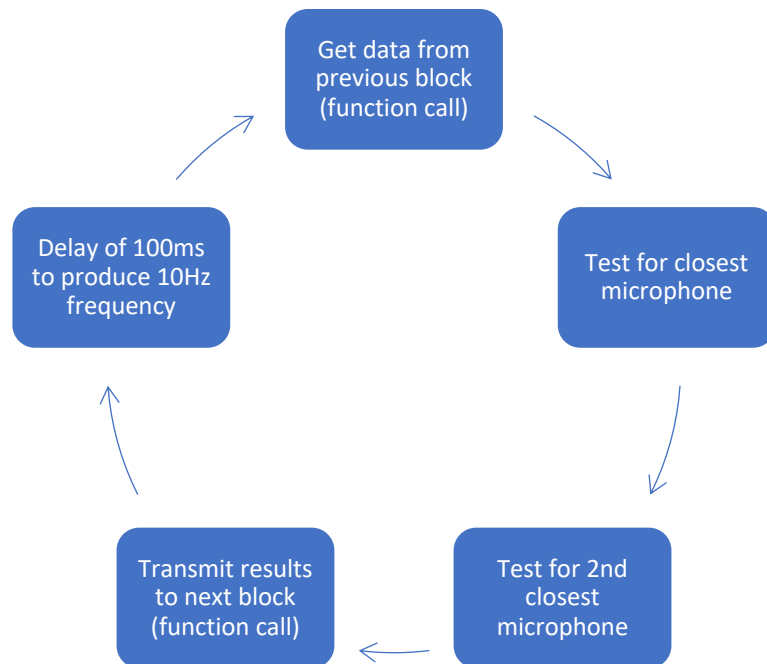 Get data from
previous block
(function call)
Test for closest
microphone
Test for 2nd
closest
microphone
Transmit results
to next block
(function call)
Delay of 100ms
to produce 10Hz
frequency